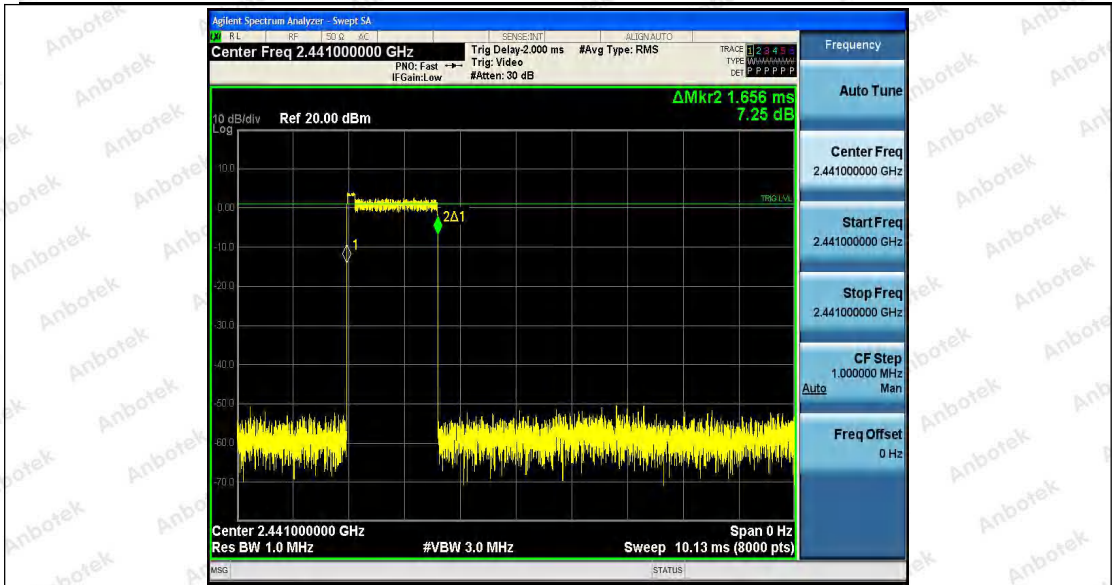 Agilent Spectrum Analyzer - Swept SA
RL RF 50 Ω AC SENSE:INT ALIGN AUTO
Center Freq 2.441000000 GHz
PNO: Fast
IFGain:Low
Trig Delay-2.000 ms
Trig: Video
#Atten: 30 dB
#Avg Type: RMS
TRACE 1 2 3 4 5 6
TYPE
DET P P P P P P
ΔMkr2 1.656 ms
7.25 dB
10 dB/div
Log
Ref 20.00 dBm
10.0
0.00
-10.0
-20.0
-30.0
-40.0
-50.0
-60.0
-70.0
TRIG LVL
2Δ1
1
Center 2.441000000 GHz
Span 0 Hz
Res BW 1.0 MHz
#VBW 3.0 MHz
Sweep 10.13 ms (8000 pts)
MSG
STATUS
Frequency
Auto Tune
Center Freq
2.441000000 GHz
Start Freq
2.441000000 GHz
Stop Freq
2.441000000 GHz
CF Step
1.000000 MHz
Auto Man
Freq Offset
0 Hz
Anbotek